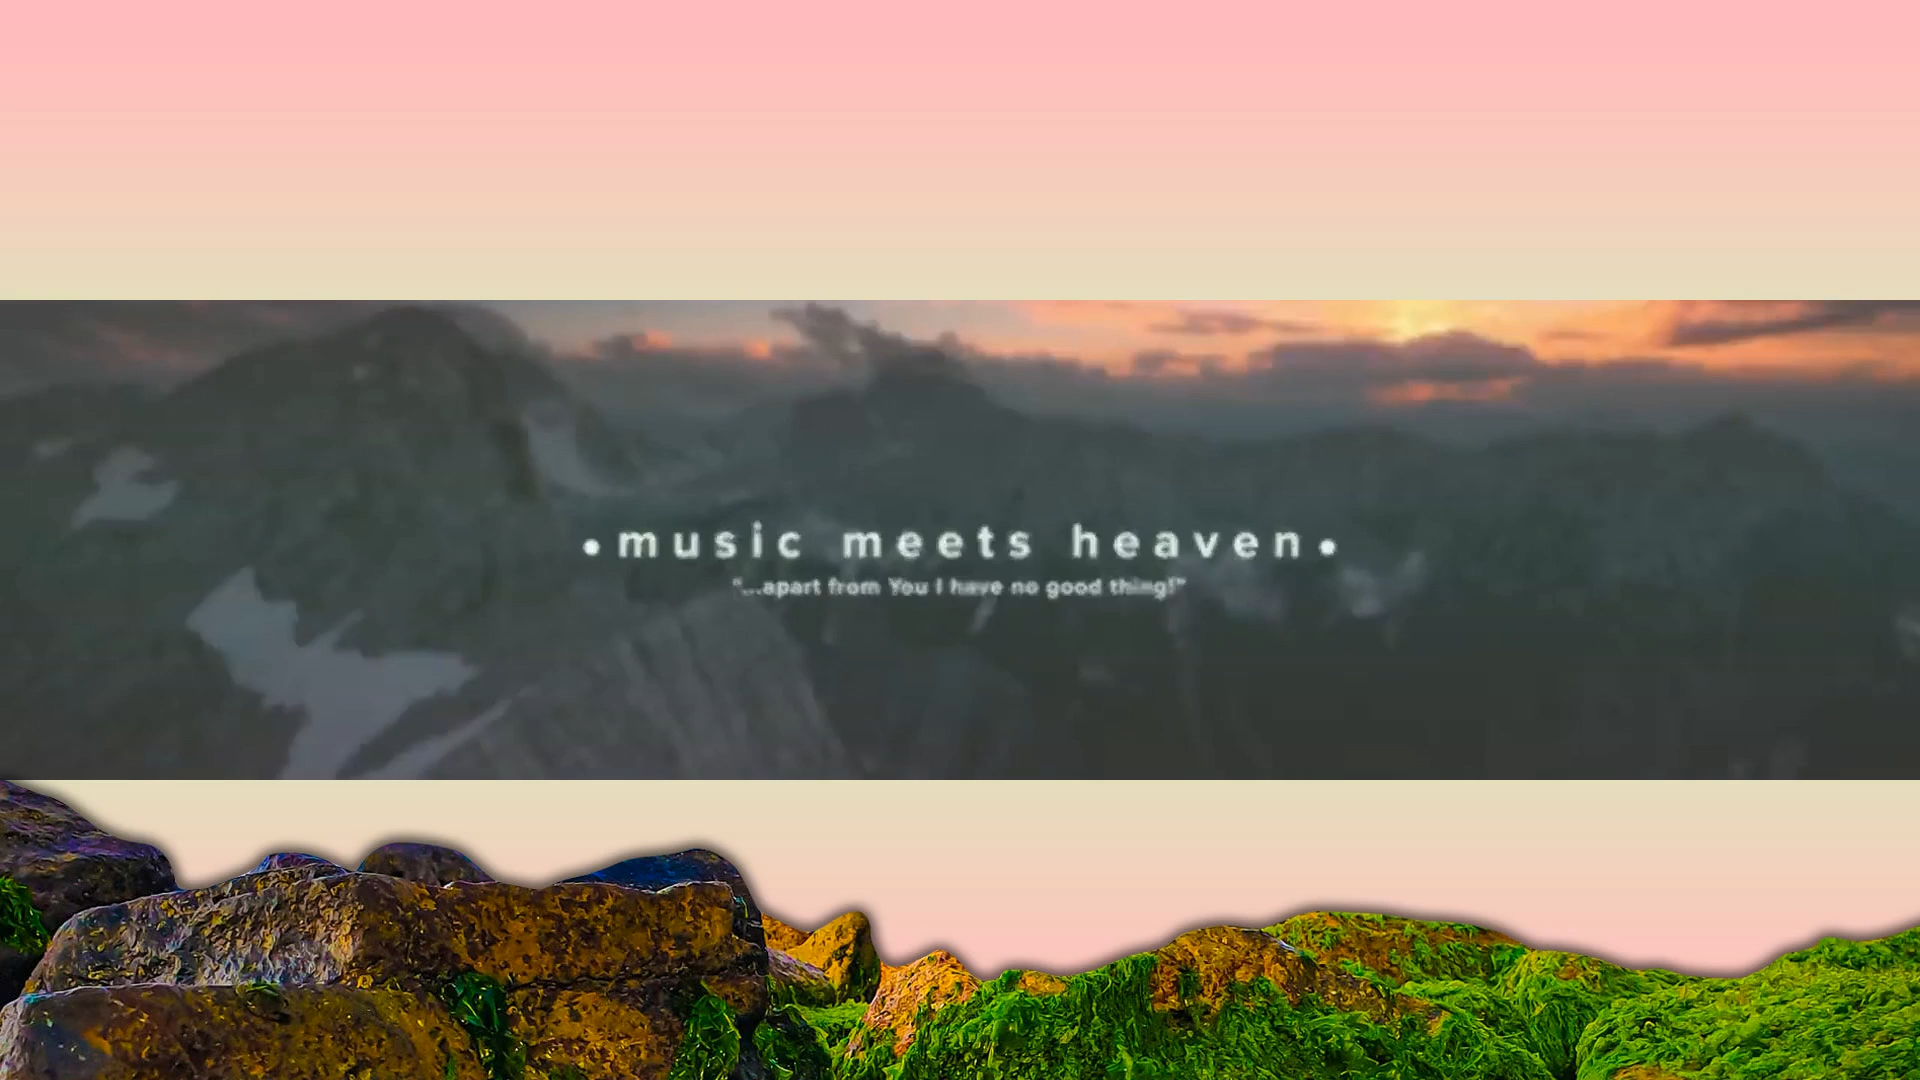 •music meets heaven•
"...apart from You I have no good thing!"